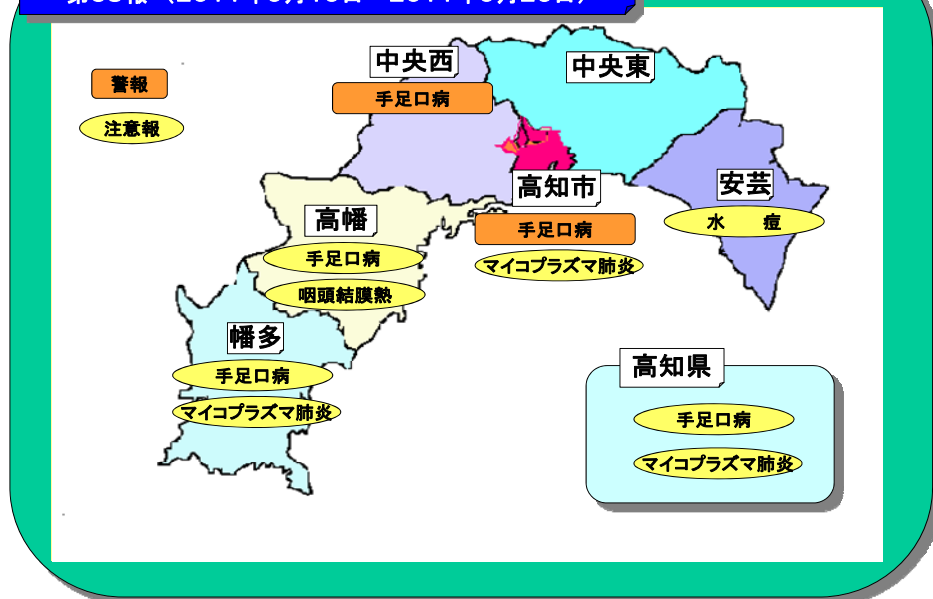 中央西
中央東
警報
手足口病
注意報
高知市
安芸
高幡
手足口病
水　痘
手足口病
マイコプラズマ肺炎
咽頭結膜熱
幡多
手足口病
マイコプラズマ肺炎
高知県
手足口病
マイコプラズマ肺炎